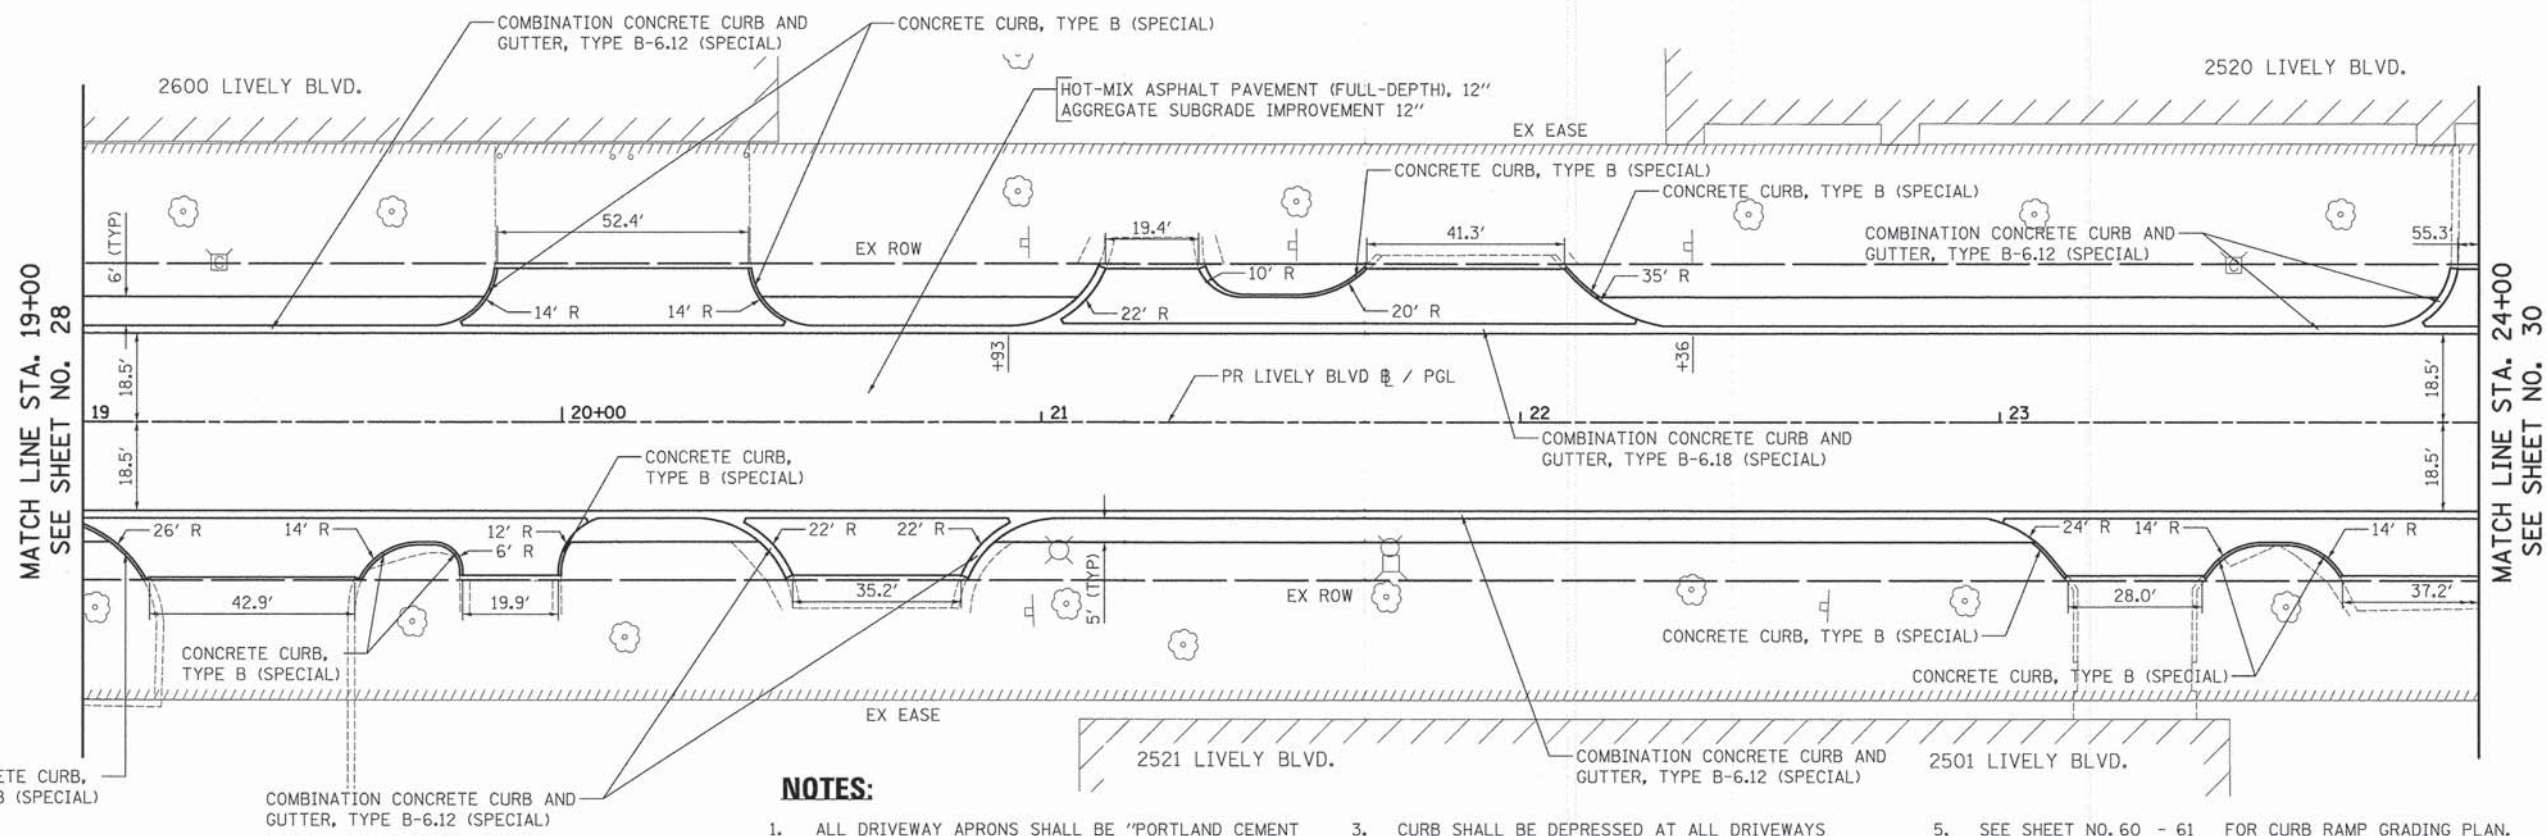 COMBINATION CONCRETE CURB AND
GUTTER, TYPE B-6.12 (SPECIAL)
CONCRETE CURB, TYPE B (SPECIAL)
2600 LIVELY BLVD.
HOT-MIX ASPHALT PAVEMENT (FULL-DEPTH), 12"
AGGREGATE SUBGRADE IMPROVEMENT 12"
2520 LIVELY BLVD.
EX EASE
CONCRETE CURB, TYPE B (SPECIAL)
CONCRETE CURB, TYPE B (SPECIAL)
COMBINATION CONCRETE CURB AND
GUTTER, TYPE B-6.12 (SPECIAL)
6' (TYP)
52.4'
EX ROW
19.4'
41.3'
55.3'
14' R
14' R
22' R
10' R
20' R
35' R
MATCH LINE STA. 19+00
SEE SHEET NO. 28
MATCH LINE STA. 24+00
SEE SHEET NO. 30
18.5'
+93
+36
18.5'
PR LIVELY BLVD ℄ / PGL
19
20+00
21
22
23
18.5'
18.5'
CONCRETE CURB,
TYPE B (SPECIAL)
COMBINATION CONCRETE CURB AND
GUTTER, TYPE B-6.18 (SPECIAL)
26' R
14' R
12' R
6' R
22' R
22' R
24' R
14' R
14' R
42.9'
19.9'
35.2'
5' (TYP)
EX ROW
28.0'
37.2'
CONCRETE CURB,
TYPE B (SPECIAL)
CONCRETE CURB, TYPE B (SPECIAL)
CONCRETE CURB, TYPE B (SPECIAL)
EX EASE
2521 LIVELY BLVD.
COMBINATION CONCRETE CURB AND
GUTTER, TYPE B-6.12 (SPECIAL)
2501 LIVELY BLVD.
ETE CURB,
B (SPECIAL)
COMBINATION CONCRETE CURB AND
GUTTER, TYPE B-6.12 (SPECIAL)
NOTES:
1. ALL DRIVEWAY APRONS SHALL BE "PORTLAND CEMENT
3. CURB SHALL BE DEPRESSED AT ALL DRIVEWAYS
5. SEE SHEET NO. 60 - 61 FOR CURB RAMP GRADING PLAN.